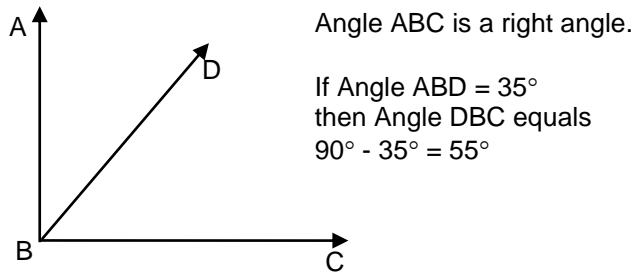 A
Angle ABC is a right angle.
D
If Angle ABD = 35°
then Angle DBC equals
90° - 35° = 55°
B
C